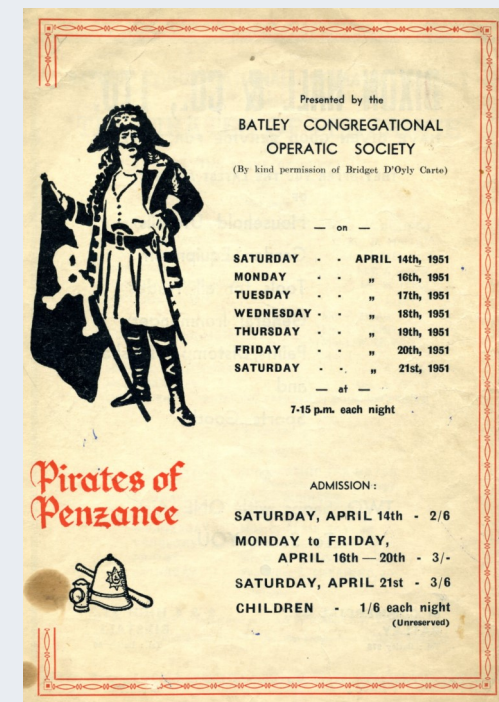 Presented by the
BATLEY CONGREGATIONAL
OPERATIC SOCIETY
(By kind permission of Bridget D'Oyly Carte)
— on —
SATURDAY - - APRIL 14th, 1951
MONDAY - - „ 16th, 1951
TUESDAY - - „ 17th, 1951
WEDNESDAY - - „ 18th, 1951
THURSDAY - - „ 19th, 1951
FRIDAY - - „ 20th, 1951
SATURDAY - - „ 21st, 1951
— at —
7-15 p.m. each night
Pirates of
Penzance
ADMISSION :
SATURDAY, APRIL 14th - 2/6
MONDAY to FRIDAY,
APRIL 16th — 20th - 3/-
SATURDAY, APRIL 21st - 3/6
CHILDREN - 1/6 each night
(Unreserved)